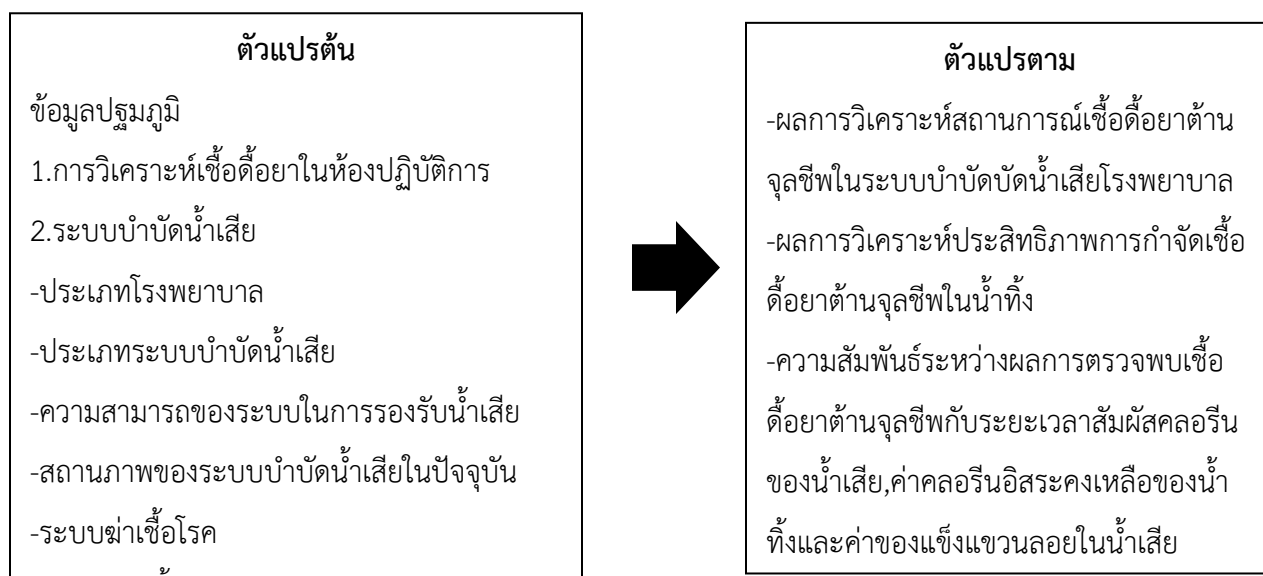 ตัวแปรต้น
ข้อมูลปฐมภูมิ
1.การวิเคราะห์เชื้อดื้อยาในห้องปฏิบัติการ
2.ระบบบำบัดน้ำเสีย
-ประเภทโรงพยาบาล
-ประเภทระบบบำบัดน้ำเสีย
-ความสามารถของระบบในการรองรับน้ำเสีย
-สถานภาพของระบบบำบัดน้ำเสียในปัจจุบัน
-ระบบฆ่าเชื้อโรค
ตัวแปรตาม
-ผลการวิเคราะห์สถานการณ์เชื้อดื้อยาต้าน
จุลชีพในระบบบำบัดบัดน้ำเสียโรงพยาบาล
-ผลการวิเคราะห์ประสิทธิภาพการกำจัดเชื้อ
ดื้อยาต้านจุลชีพในน้ำทิ้ง
-ความสัมพันธ์ระหว่างผลการตรวจพบเชื้อ
ดื้อยาต้านจุลชีพกับระยะเวลาสัมผัสคลอรีน
ของน้ำเสีย,ค่าคลอรีนอิสระคงเหลือของน้ำ
ทิ้งและค่าของแข็งแขวนลอยในน้ำเสีย